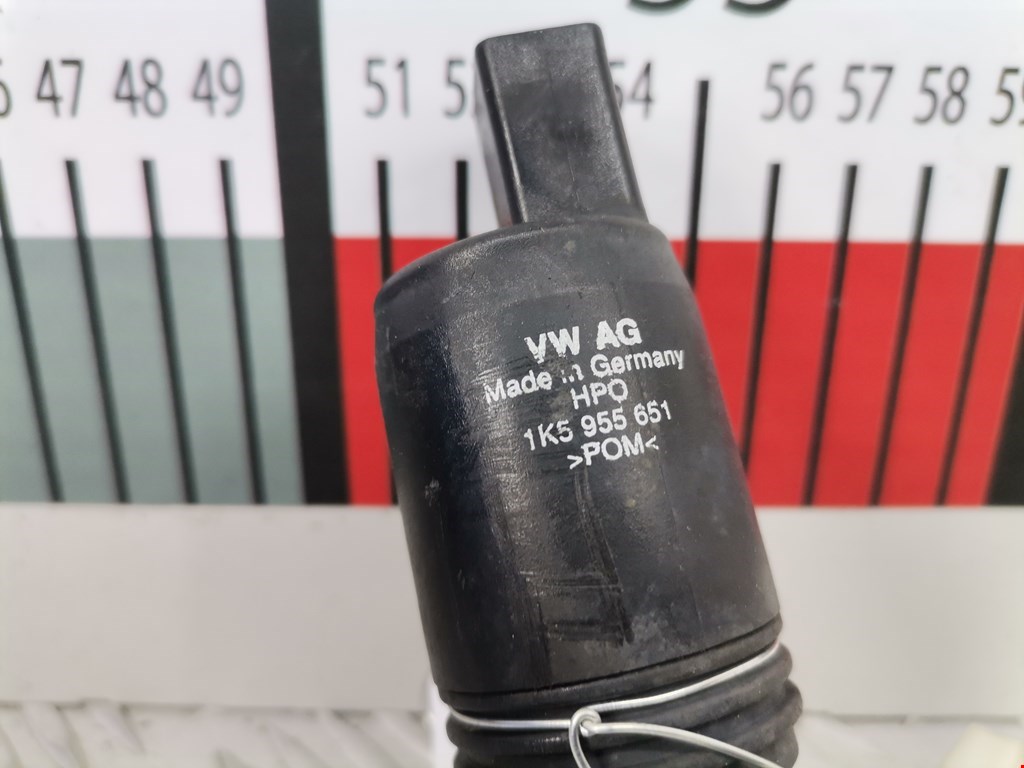 47 48 49 51 56 57 58
VW AG
Made in Germany
HPO
1K5 955 651
>POM<